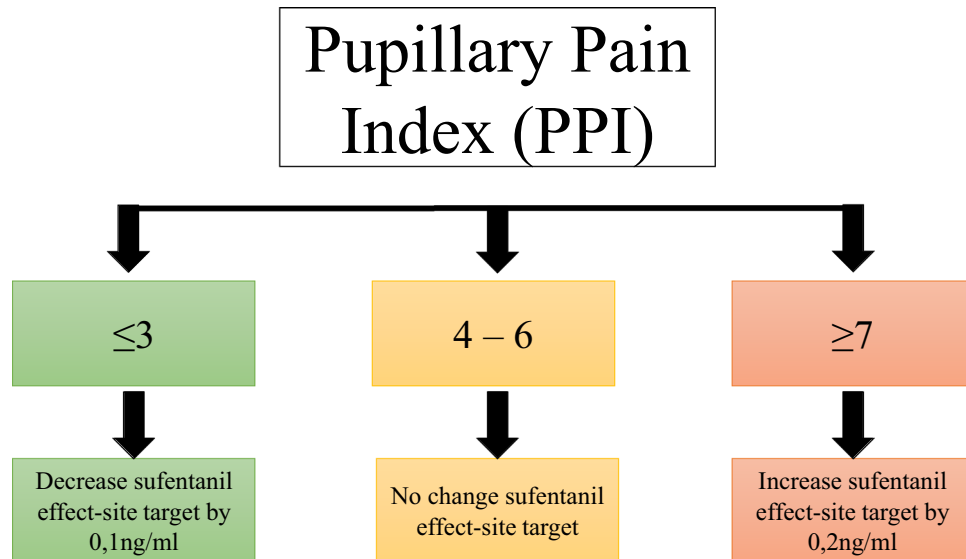 Pupillary Pain
Index (PPI)
≤3
4 – 6
≥7
Decrease sufentanil
effect-site target by
0,1ng/ml
No change sufentanil
effect-site target
Increase sufentanil
effect-site target by
0,2ng/ml